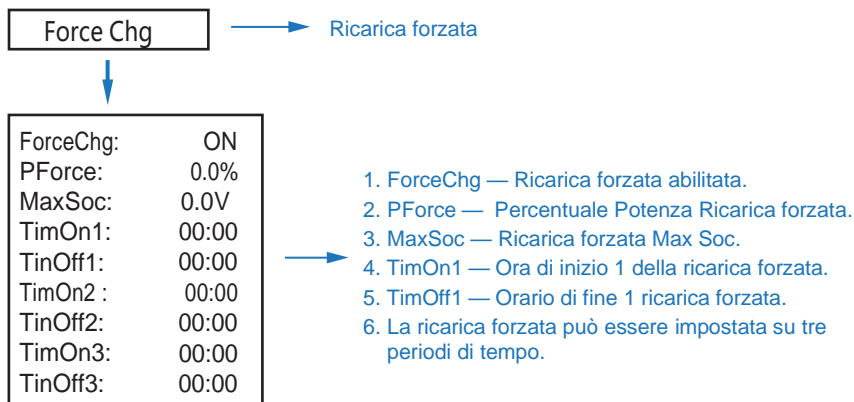 Force Chg
Ricarica forzata
ForceChg: ON
PForce: 0.0%
MaxSoc: 0.0V
TimOn1: 00:00
TinOff1: 00:00
TimOn2 : 00:00
TinOff2: 00:00
TimOn3: 00:00
TinOff3: 00:00
1. ForceChg — Ricarica forzata abilitata.
2. PForce — Percentuale Potenza Ricarica forzata.
3. MaxSoc — Ricarica forzata Max Soc.
4. TimOn1 — Ora di inizio 1 della ricarica forzata.
5. TimOff1 — Orario di fine 1 ricarica forzata.
6. La ricarica forzata può essere impostata su tre
periodi di tempo.